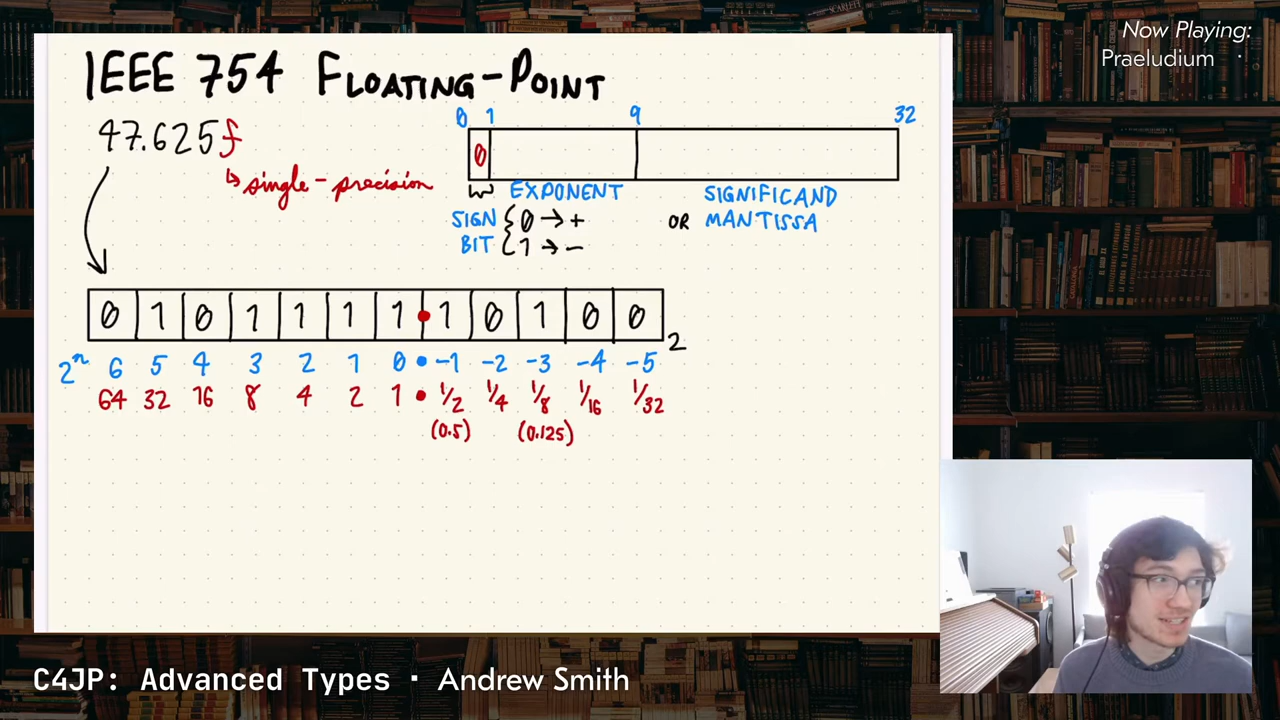 Now Playing:
Praeludium
IEEE 754 FLOATING-POINT
47.625f
↳ single-precision
0 1 9 32
0
EXPONENT
SIGNIFICAND
OR MANTISSA
SIGN BIT { 0 → +
1 → −
0 1 0 1 1 1 1 • 1 0 1 0 0 2
2ⁿ 6 5 4 3 2 1 0 • -1 -2 -3 -4 -5
64 32 16 8 4 2 1 • 1/2 1/4 1/8 1/16 1/32
(0.5) (0.125)
C4JP: Advanced Types · Andrew Smith